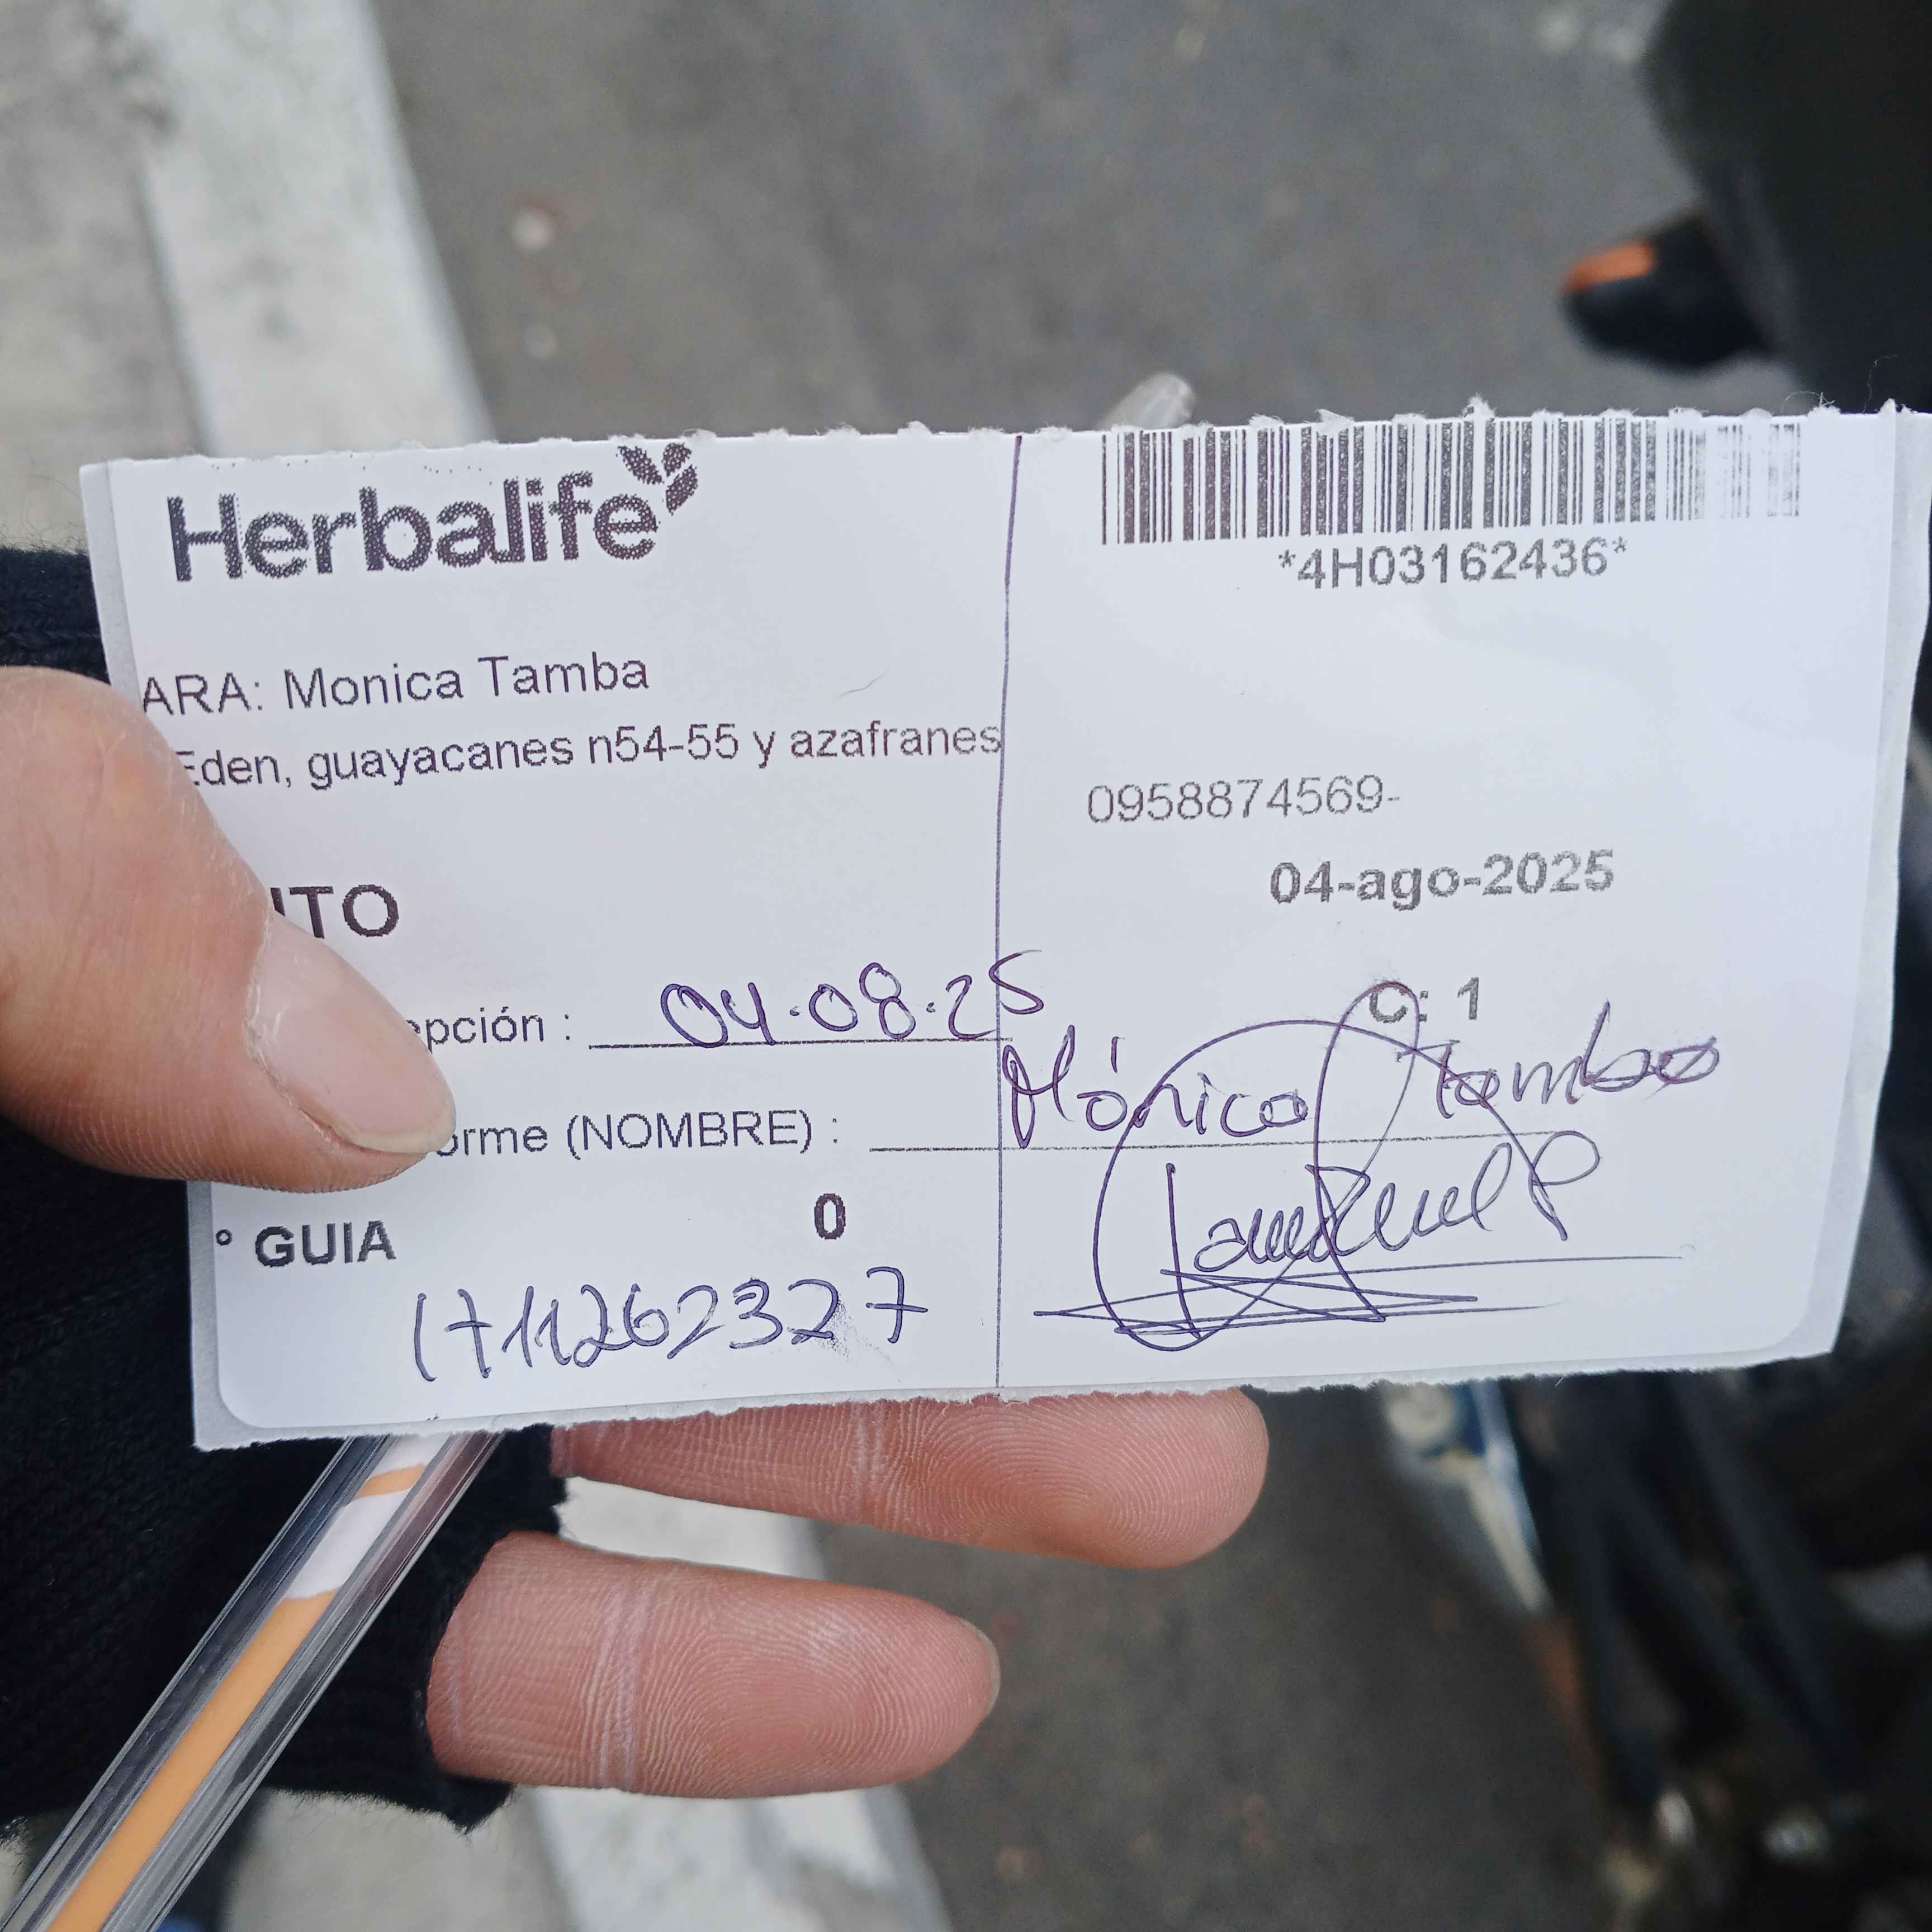 Herbalife
*4H03162436*
ARA: Monica Tamba
Eden, guayacanes n54-55 y azafranes
0958874569-
04-ago-2025
ITO
C: 1
epción : 04.08.25
orme (NOMBRE) : Mónica Tamba
° GUIA 0
1711262327